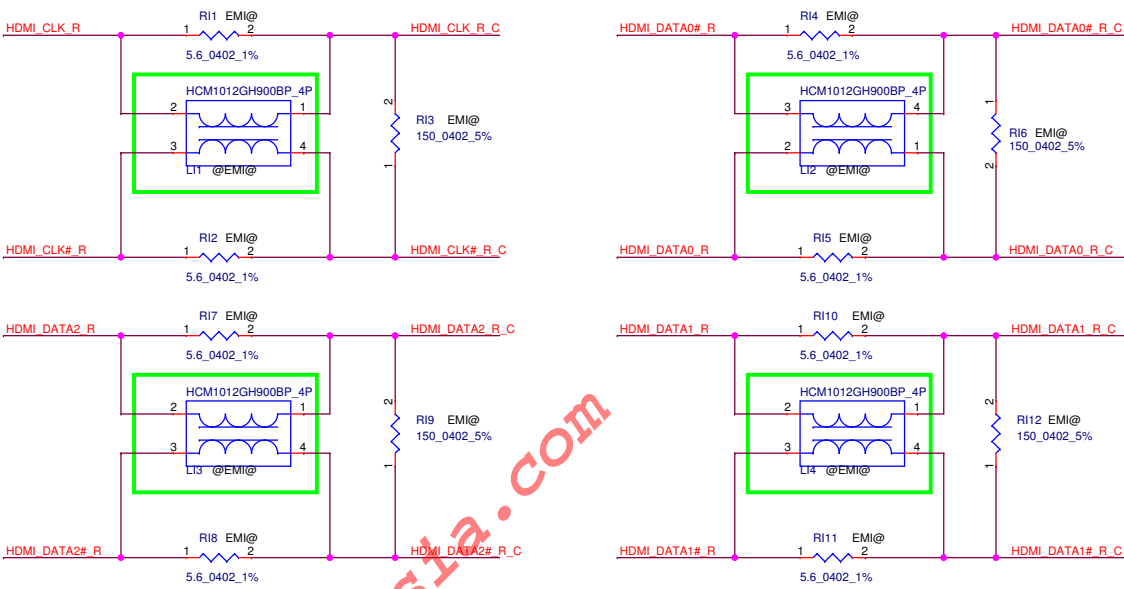 RI1 EMI@
HDMI_CLK_R 1 2 HDMI_CLK_R_C
5.6_0402_1%
HCM1012GH900BP_4P
2 1
3 4
LI1 @EMI@
2
RI3 EMI@
150_0402_5%
1
RI2 EMI@
HDMI_CLK#_R 1 2 HDMI_CLK#_R_C
5.6_0402_1%
RI4 EMI@
HDMI_DATA0#_R 1 2 HDMI_DATA0#_R_C
5.6_0402_1%
HCM1012GH900BP_4P
3 4
2 1
LI2 @EMI@
1
RI6 EMI@
150_0402_5%
2
RI5 EMI@
HDMI_DATA0_R 1 2 HDMI_DATA0_R_C
5.6_0402_1%
RI7 EMI@
HDMI_DATA2_R 1 2 HDMI_DATA2_R_C
5.6_0402_1%
HCM1012GH900BP_4P
2 1
3 4
LI3 @EMI@
2
RI9 EMI@
150_0402_5%
1
RI8 EMI@
HDMI_DATA2#_R 1 2 HDMI_DATA2#_R_C
5.6_0402_1%
RI10 EMI@
HDMI_DATA1_R 1 2 HDMI_DATA1_R_C
5.6_0402_1%
HCM1012GH900BP_4P
2 1
3 4
LI4 @EMI@
2
RI12 EMI@
150_0402_5%
1
RI11 EMI@
HDMI_DATA1#_R 1 2 HDMI_DATA1#_R_C
5.6_0402_1%
sia.com